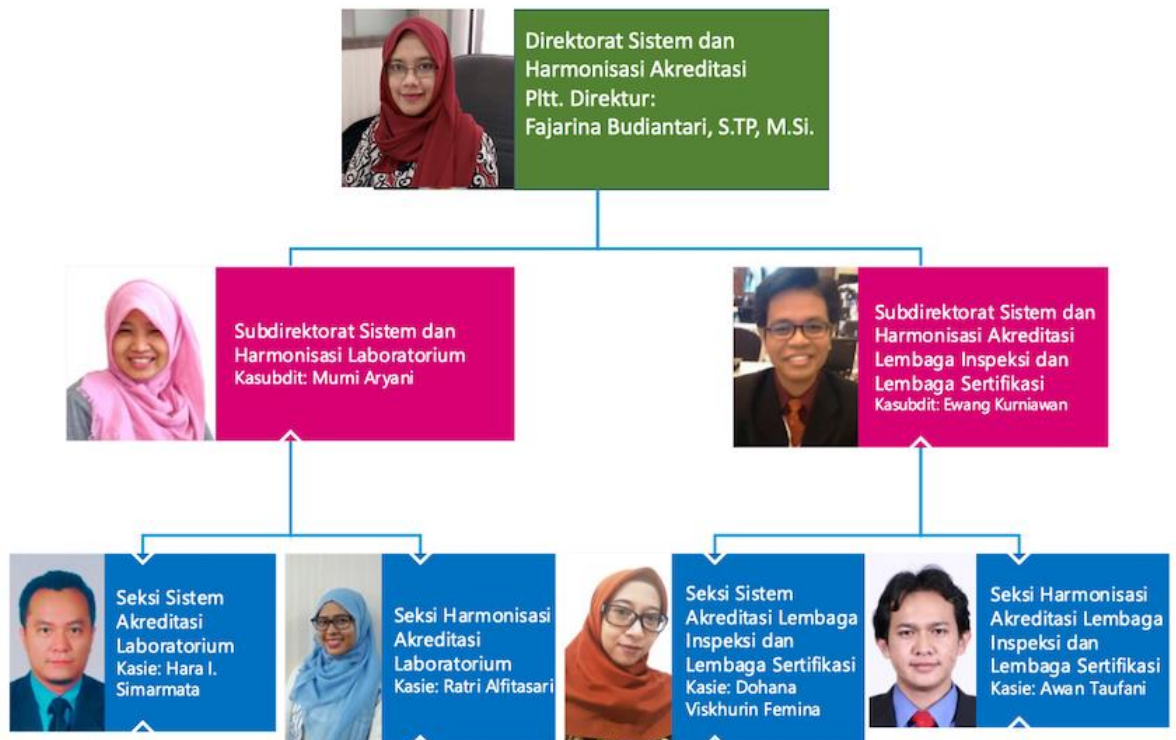 Direktorat Sistem dan
Harmonisasi Akreditasi
Pltt. Direktur:
Fajarina Budiantari, S.TP, M.Si.
Subdirektorat Sistem dan
Harmonisasi Laboratorium
Kasubdit: Murni Aryani
Subdirektorat Sistem dan
Harmonisasi Akreditasi
Lembaga Inspeksi dan
Lembaga Sertifikasi
Kasubdit: Ewang Kurniawan
Seksi Sistem
Akreditasi
Laboratorium
Kasie: Hara I.
Simarmata
Seksi Harmonisasi
Akreditasi
Laboratorium
Kasie: Ratri Alfitasari
Seksi Sistem
Akreditasi Lembaga
Inspeksi dan
Lembaga Sertifikasi
Kasie: Dohana
Viskhurin Femina
Seksi Harmonisasi
Akreditasi Lembaga
Inspeksi dan
Lembaga Sertifikasi
Kasie: Awan Taufani